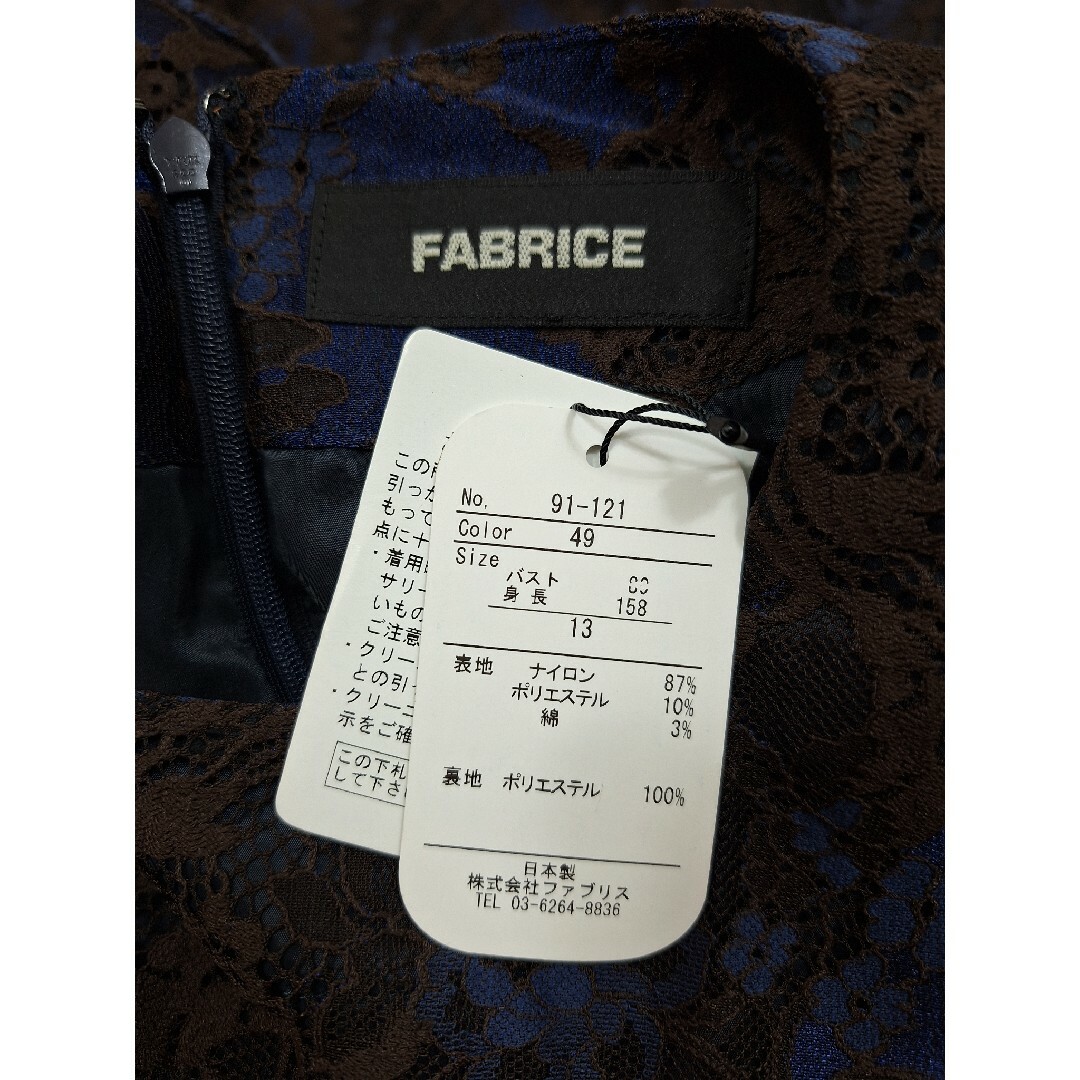 FABRICE
この
引っか
もって
点に十
・着用
サリー
いもの
ご注意
・クリー
との引っ
・クリーニ
示をご確
この下札
して下さ
No. 91-121
Color 49
Size
バスト
身長 158
13
表地 ナイロン 87%
ポリエステル 10%
綿 3%
裏地 ポリエステル 100%
日本製
株式会社ファブリス
TEL 03-6264-8836